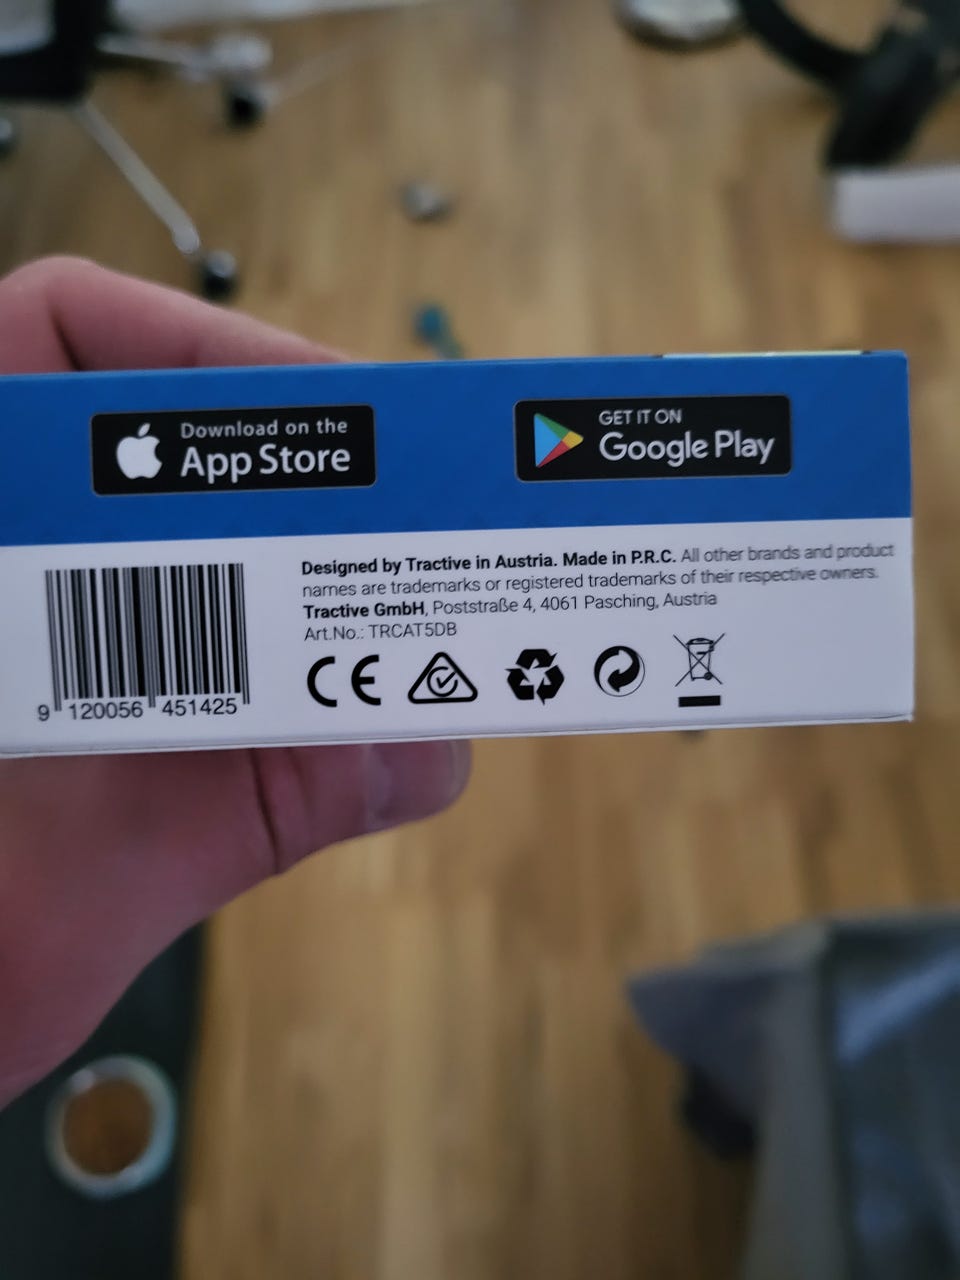 Download on the
App Store
GET IT ON
Google Play
Designed by Tractive in Austria. Made in P.R.C. All other brands and product
names are trademarks or registered trademarks of their respective owners.
Tractive GmbH, Poststraße 4, 4061 Pasching, Austria
Art.No.: TRCAT5DB
CE
9 120056 451425